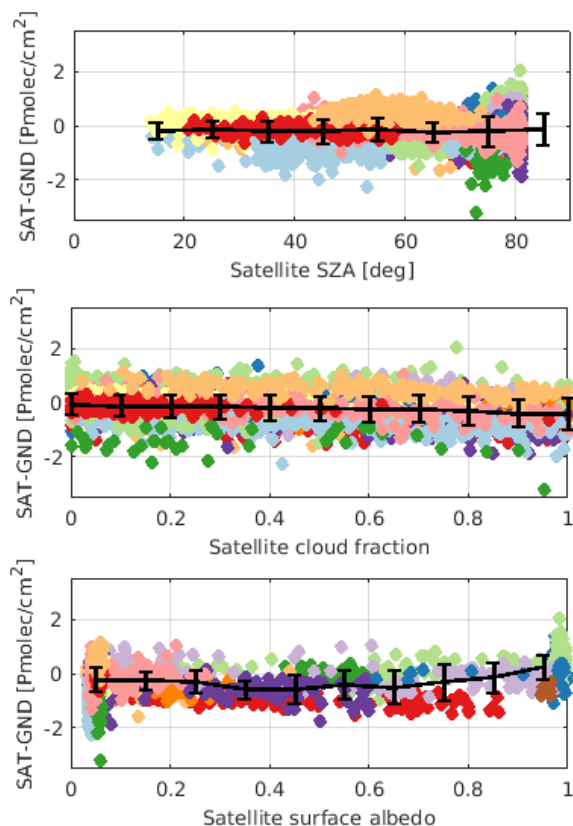 SAT-GND [Pmolec/cm²]
2
0
-2
20 40 60 80
Satellite SZA [deg]
SAT-GND [Pmolec/cm²]
2
0
-2
0 0.2 0.4 0.6 0.8 1
Satellite cloud fraction
SAT-GND [Pmolec/cm²]
2
0
-2
0 0.2 0.4 0.6 0.8 1
Satellite surface albedo